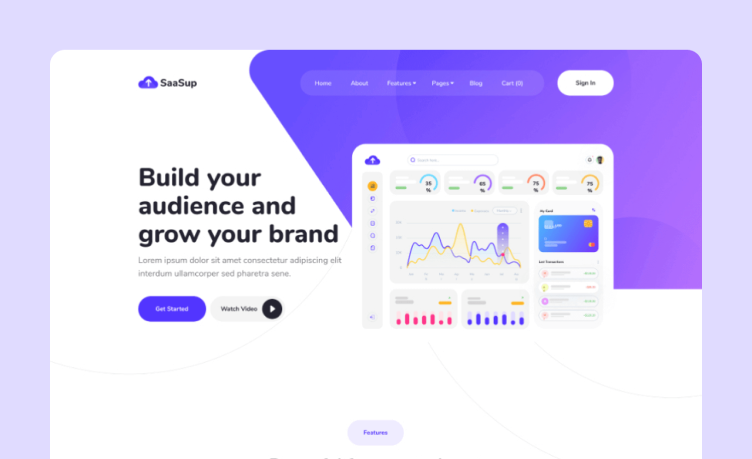 SaaSup
Home About Features Pages Blog Cart (0)
Sign In
Build your
audience and
grow your brand
Lorem ipsum dolor sit amet consectetur adipiscing elit
interdum ullamcorper sed pharetra sene.
Get Started
Watch Video
35
%
65
%
75
%
75
%
My Card
Last Transactions
Features